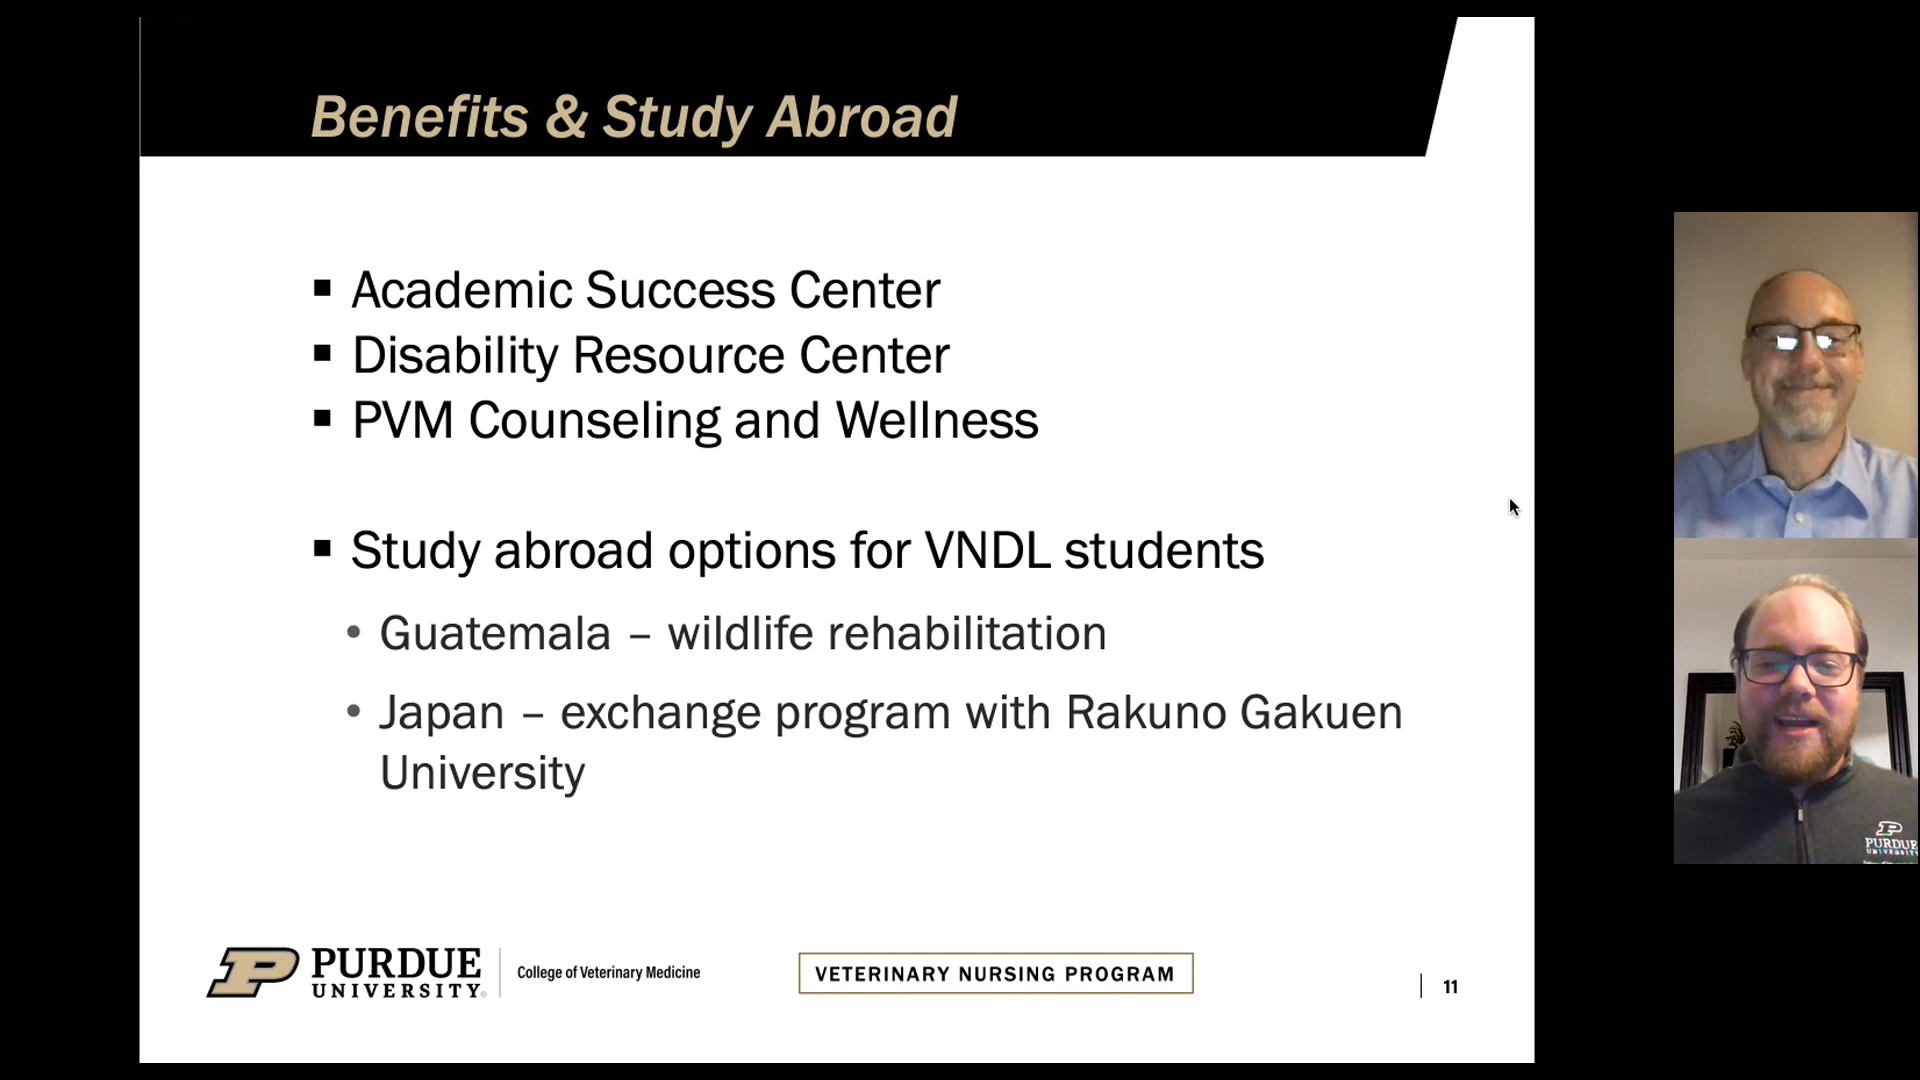 Benefits & Study Abroad
▪ Academic Success Center
▪ Disability Resource Center
▪ PVM Counseling and Wellness
▪ Study abroad options for VNDL students
• Guatemala – wildlife rehabilitation
• Japan – exchange program with Rakuno Gakuen
University
PURDUE
UNIVERSITY®
College of Veterinary Medicine
VETERINARY NURSING PROGRAM
11
P
PURDUE
UNIVERSITY